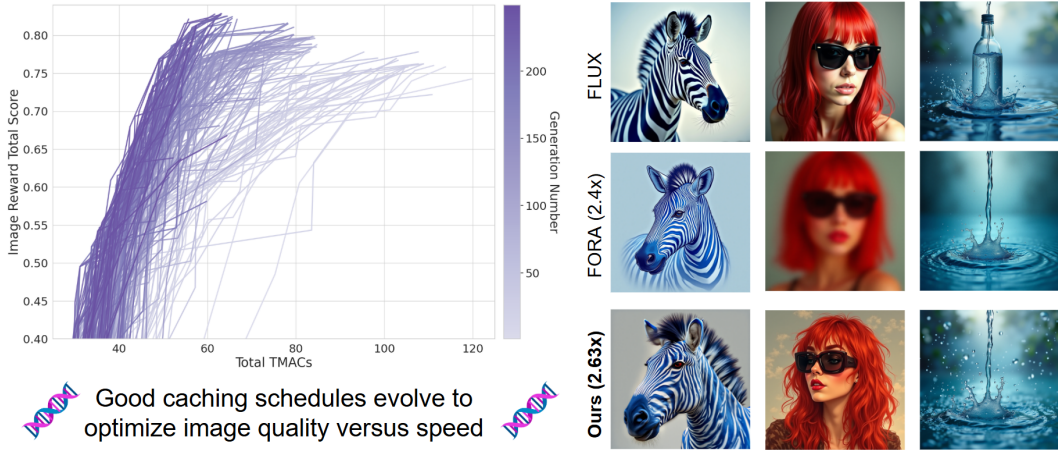 Image Reward Total Score
0.80
0.75
0.70
0.65
0.60
0.55
0.50
0.45
0.40
40
60
80
100
120
Total TMACs
200
150
100
50
Generation Number
Good caching schedules evolve to
optimize image quality versus speed
FLUX
FORA (2.4x)
Ours (2.63x)